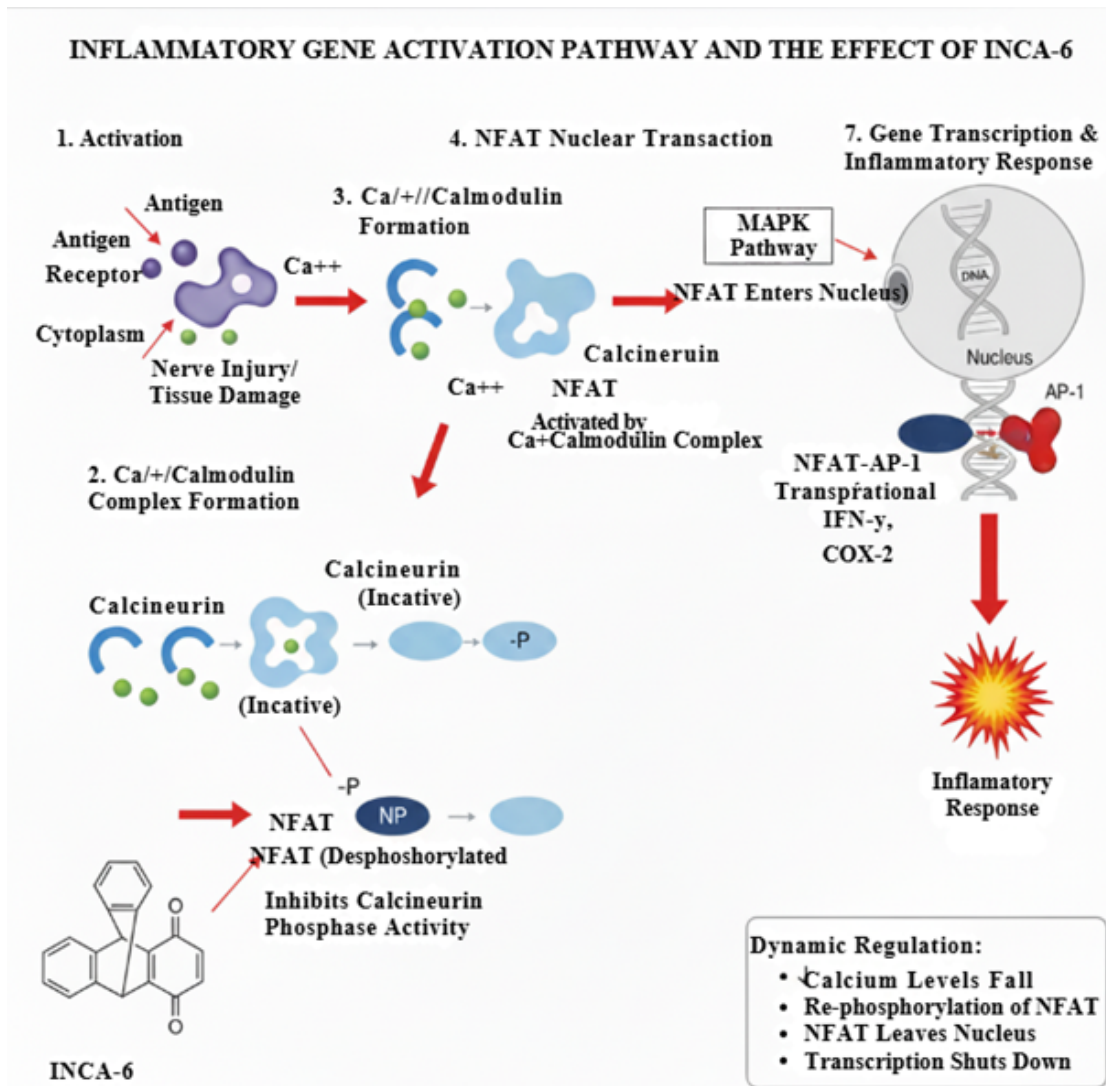 INFLAMMATORY GENE ACTIVATION PATHWAY AND THE EFFECT OF INCA-6
1. Activation
Antigen
Antigen
Receptor
Cytoplasm
Nerve Injury/
Tissue Damage
Ca++
3. Ca/+//Calmodulin
Formation
4. NFAT Nuclear Transaction
Calcineruin
NFAT
Activated by
Ca+Calmodulin Complex
Ca++
MAPK
Pathway
NFAT Enters Nucleus)
7. Gene Transcription &
Inflammatory Response
DNA
Nucleus
AP-1
NFAT-AP-1
Transprational
IFN-y,
COX-2
Inflamatory
Response
2. Ca/+/Calmodulin
Complex Formation
Calcineurin
(Incative)
Calcineurin
(Incative)
-P
-P
NFAT
NP
NFAT (Desphoshorylated
Inhibits Calcineurin
Phosphase Activity
INCA-6
O
O
Dynamic Regulation:
• Calcium Levels Fall
• Re-phosphorylation of NFAT
• NFAT Leaves Nucleus
• Transcription Shuts Down